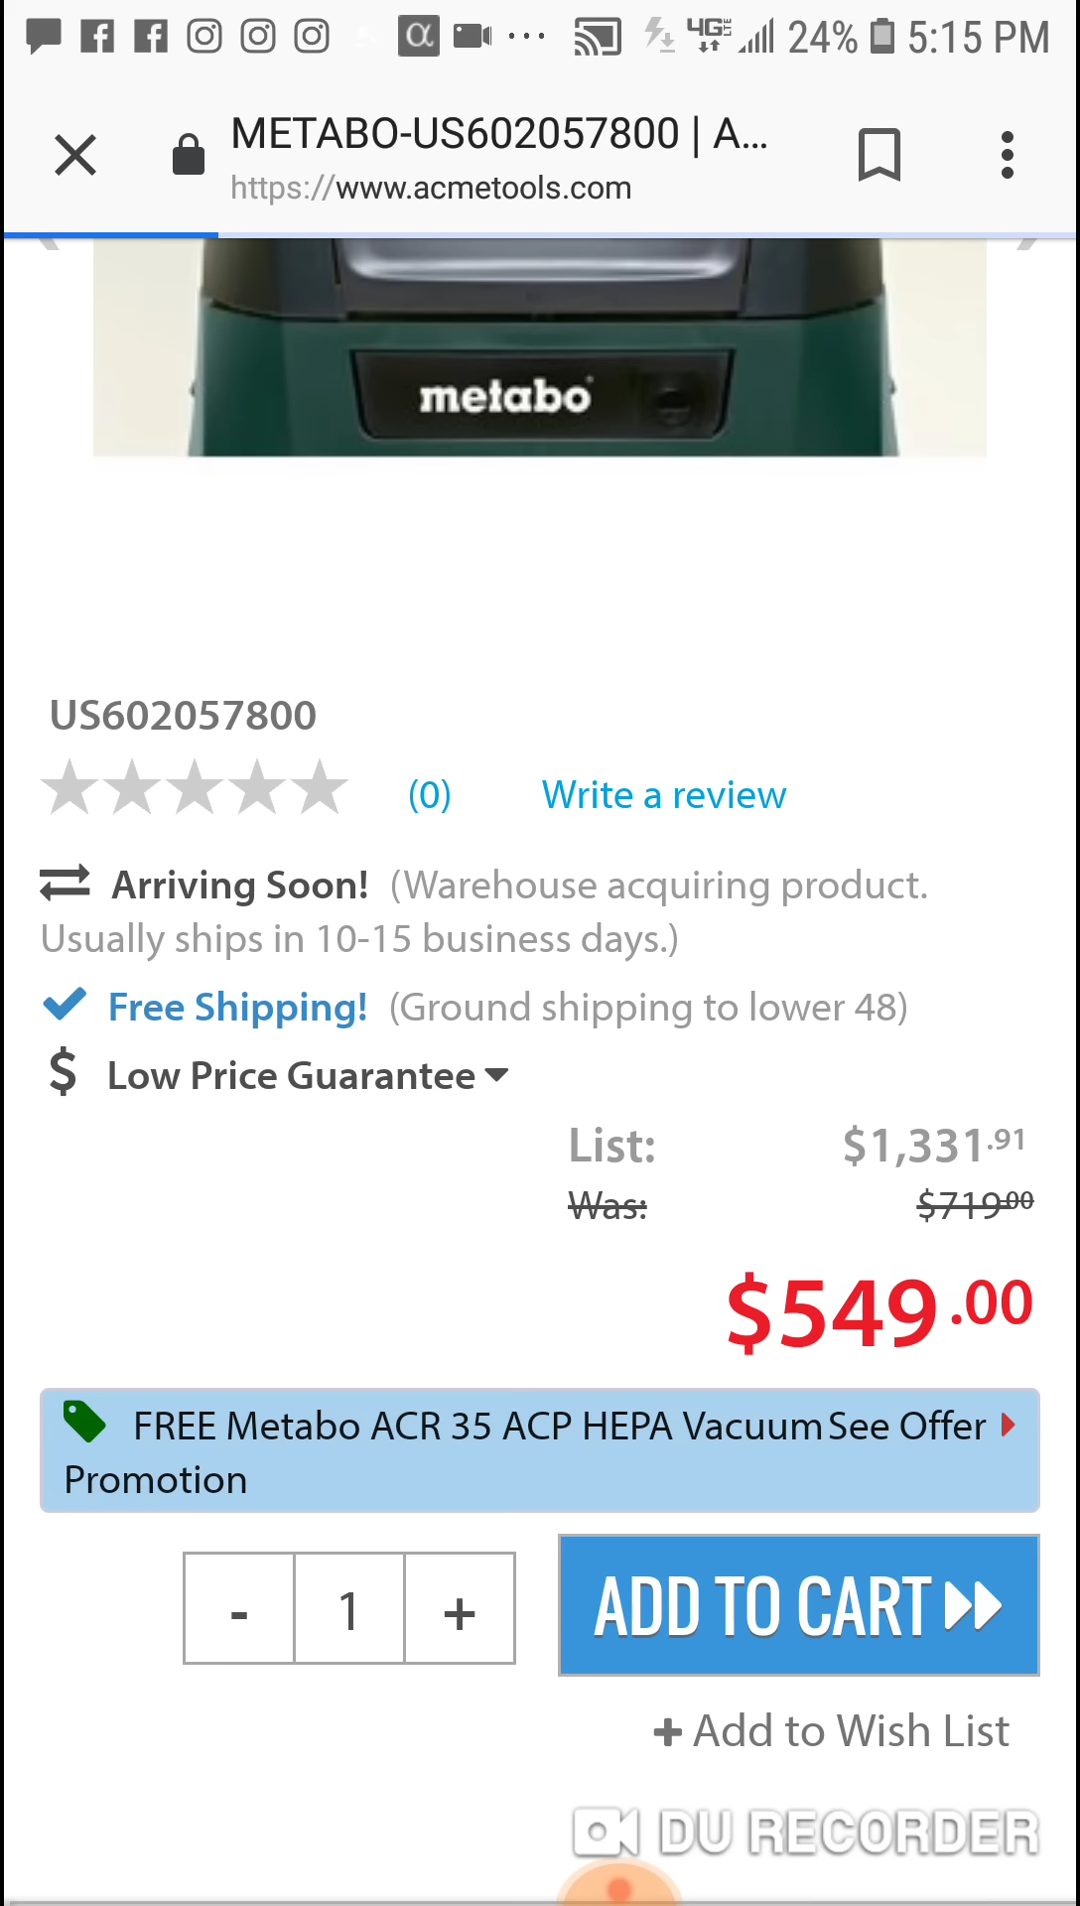 24% 5:15 PM
METABO-US602057800 | A...
https://www.acmetools.com
metabo
US602057800
(0) Write a review
Arriving Soon! (Warehouse acquiring product.
Usually ships in 10-15 business days.)
Free Shipping! (Ground shipping to lower 48)
$ Low Price Guarantee
List: $1,331.91
Was: $719.00
$549.00
FREE Metabo ACR 35 ACP HEPA Vacuum See Offer
Promotion
- 1 +
ADD TO CART
+ Add to Wish List
DU RECORDER